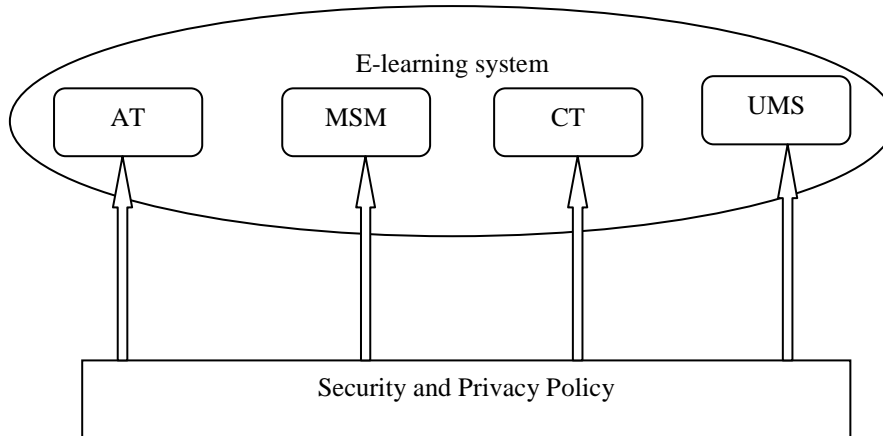 E-learning system
AT
MSM
CT
UMS
Security and Privacy Policy